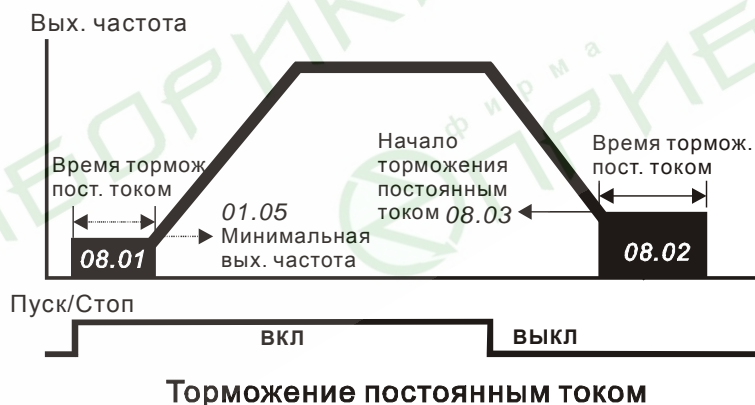 Вых. частота
Время тормож.
пост. током
08.01
01.05
Минимальная
вых. частота
Начало
торможения
постоянным
током 08.03
Время тормож.
пост. током
08.02
Пуск/Стоп
ВКЛ
ВЫКЛ
Торможение постоянным током
фирма